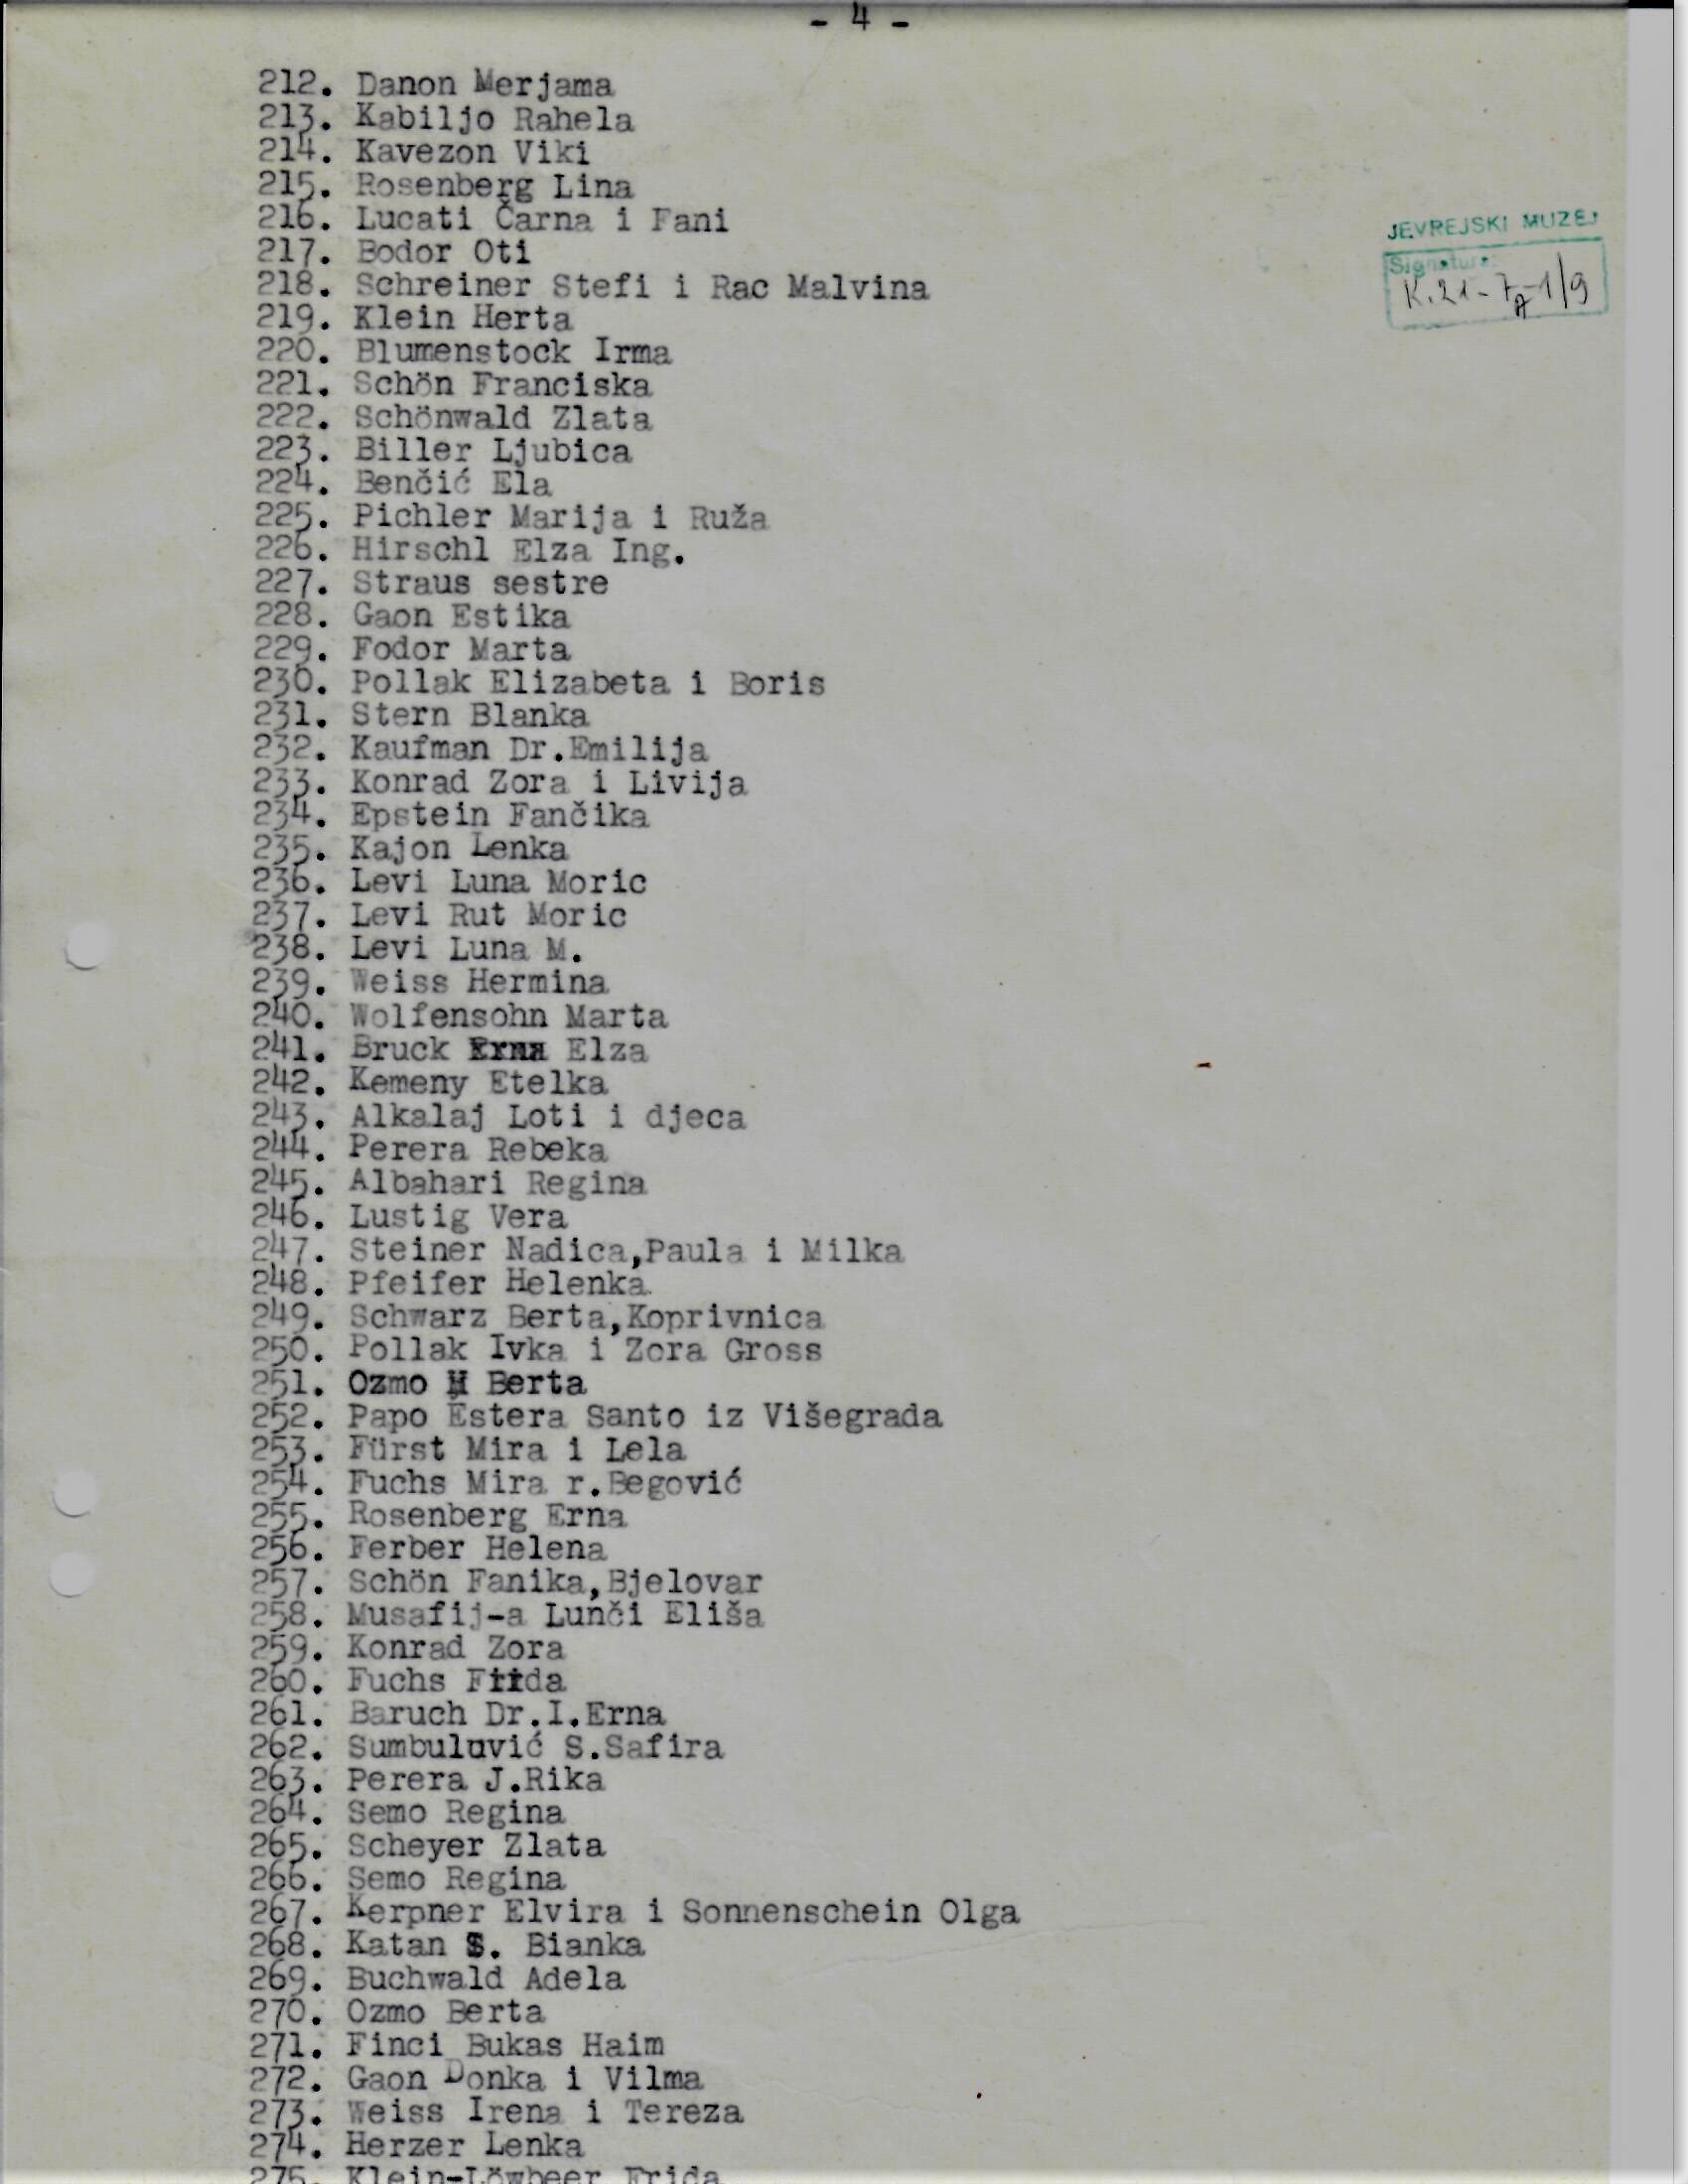 - 4 -
212. Danon Merjama
213. Kabiljo Rahela
214. Kavezon Viki
215. Rosenberg Lina
216. Lucati Čarna i Fani
217. Bodor Oti
218. Schreiner Stefi i Rac Malvina
219. Klein Herta
220. Blumenstock Irma
221. Schön Franciska
222. Schönwald Zlata
223. Biller Ljubica
224. Benčić Ela
225. Pichler Marija i Ruža
226. Hirschl Elza Ing.
227. Straus sestre
228. Gaon Estika
229. Fodor Marta
230. Pollak Elizabeta i Boris
231. Stern Blanka
232. Kaufman Dr.Emilija
233. Konrad Zora i Livija
234. Epstein Fančika
235. Kajon Lenka
236. Levi Luna Moric
237. Levi Rut Moric
238. Levi Luna M.
239. Weiss Hermina
240. Wolfensohn Marta
241. Bruck Elza
242. Kemeny Etelka
243. Alkalaj Loti i djeca
244. Perera Rebeka
245. Albahari Regina
246. Lustig Vera
247. Steiner Nadica,Paula i Milka
248. Pfeifer Helenka
249. Schwarz Berta,Koprivnica
250. Pollak Ivka i Zora Gross
251. Ozmo Berta
252. Papo Estera Santo iz Višegrada
253. Fürst Mira i Lela
254. Fuchs Mira r.Begović
255. Rosenberg Erna
256. Ferber Helena
257. Schön Fanika,Bjelovar
258. Musafij-a Lunči Eliša
259. Konrad Zora
260. Fuchs
261. Baruch Dr.I.Erna
262. Sumbuluvić S.Safira
263. Perera J.Rika
264. Semo Regina
265. Scheyer Zlata
266. Semo Regina
267. Kerpner Elvira i Sonnenschein Olga
268. Katan S. Bianka
269. Buchwald Adela
270. Ozmo Berta
271. Finci Bukas Haim
272. Gaon Donka i Vilma
273. Weiss Irena i Tereza
274. Herzer Lenka
275. Klein-Löwbeer Frida
JEVREJSKI MUZEJ
Signatura:
K.21-7A-1/9